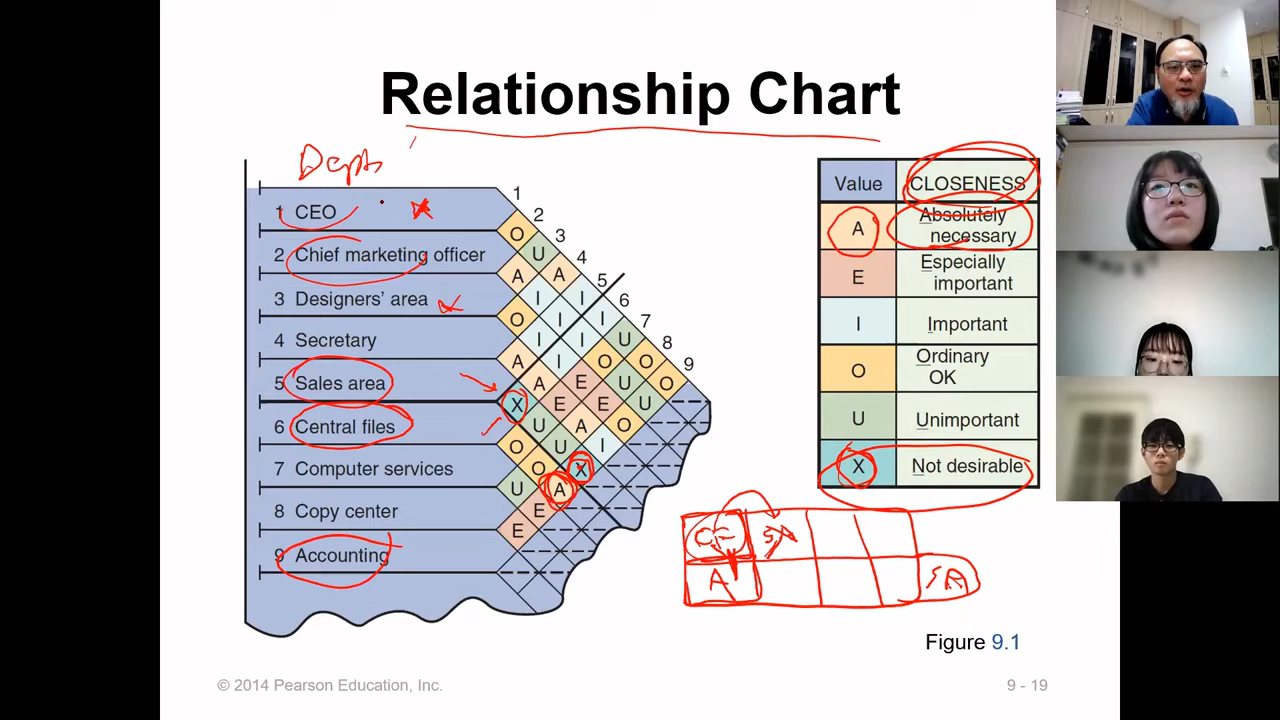 Relationship Chart
Depts
1 CEO
2 Chief marketing officer
3 Designers' area
4 Secretary
5 Sales area
6 Central files
7 Computer services
8 Copy center
9 Accounting
1
2
3
4
5
6
7
8
9
O
U
A A
I I
O I I
I I U
A I O O
A E U O
X E E U
U A O
O U I
O X
U A
E
E
Value CLOSENESS
A Absolutely
necessary
E Especially
important
I Important
O Ordinary
OK
U Unimportant
X Not desirable
CF SA
A SA
Figure 9.1
© 2014 Pearson Education, Inc.
9 - 19